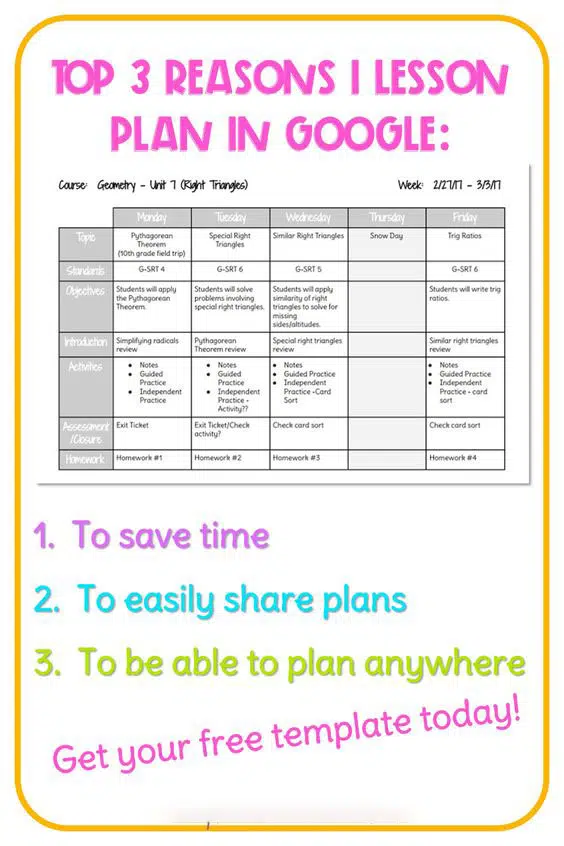 TOP 3 REASONS I LESSON
PLAN IN GOOGLE:
Course: Geometry - Unit 7 (Right Triangles) Week: 2/27/17 - 3/3/17
Monday Tuesday Wednesday Thursday Friday
Topic
Pythagorean
Theorem
(10th grade field trip)
Special Right
Triangles
Similar Right Triangles
Snow Day
Trig Ratios
Standards
G-SRT 4
G-SRT 6
G-SRT 5
G-SRT 6
Objectives
Students will apply
the Pythagorean
Theorem.
Students will solve
problems involving
special right triangles.
Students will apply
similarity of right
triangles to solve for
missing
sides/altitudes.
Students will write trig
ratios.
Introduction
Simplifying radicals
review
Pythagorean
Theorem review
Special right triangles
review
Similar right triangles
review
Activities
● Notes
● Guided
Practice
● Independent
Practice
● Notes
● Guided
Practice
● Independent
Practice -
Activity??
● Notes
● Guided Practice
● Independent
Practice -Card
Sort
● Notes
● Guided Practice
● Independent
Practice - card
sort
Assessment
/Closure
Exit Ticket
Exit Ticket/Check
activity?
Check card sort
Check card sort
Homework
Homework #1
Homework #2
Homework #3
Homework #4
1. To save time
2. To easily share plans
3. To be able to plan anywhere
Get your free template today!